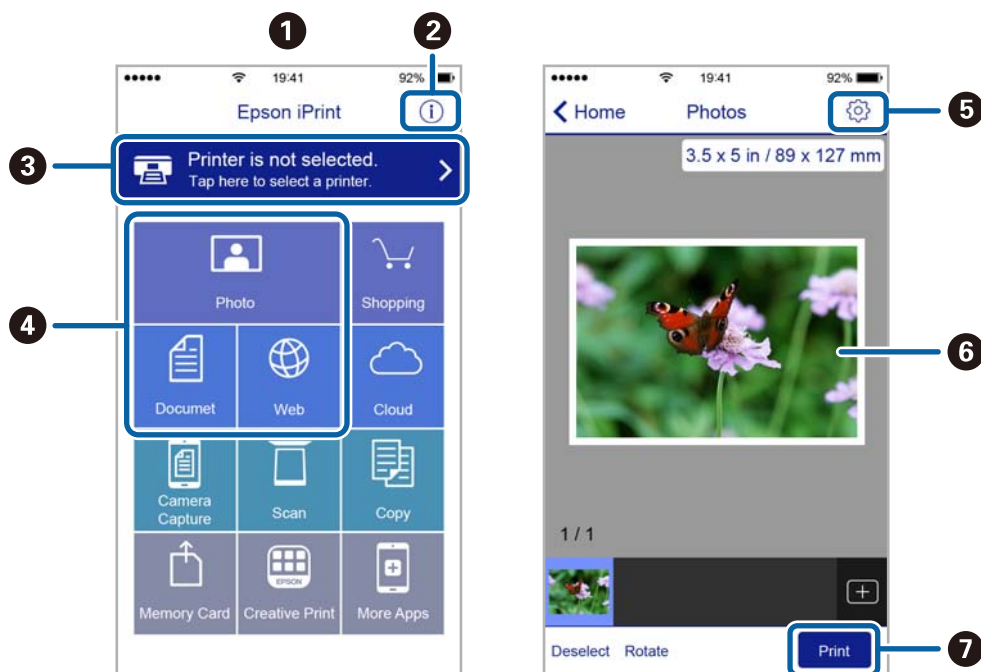 1
2
19:41
92%
Epson iPrint
3
Printer is not selected.
Tap here to select a printer.
4
Photo
Shopping
Documet
Web
Cloud
Camera
Capture
Scan
Copy
EPSON
Memory Card
Creative Print
More Apps
19:41
92%
Home
Photos
5
3.5 x 5 in / 89 x 127 mm
6
1 / 1
Deselect
Rotate
Print
7